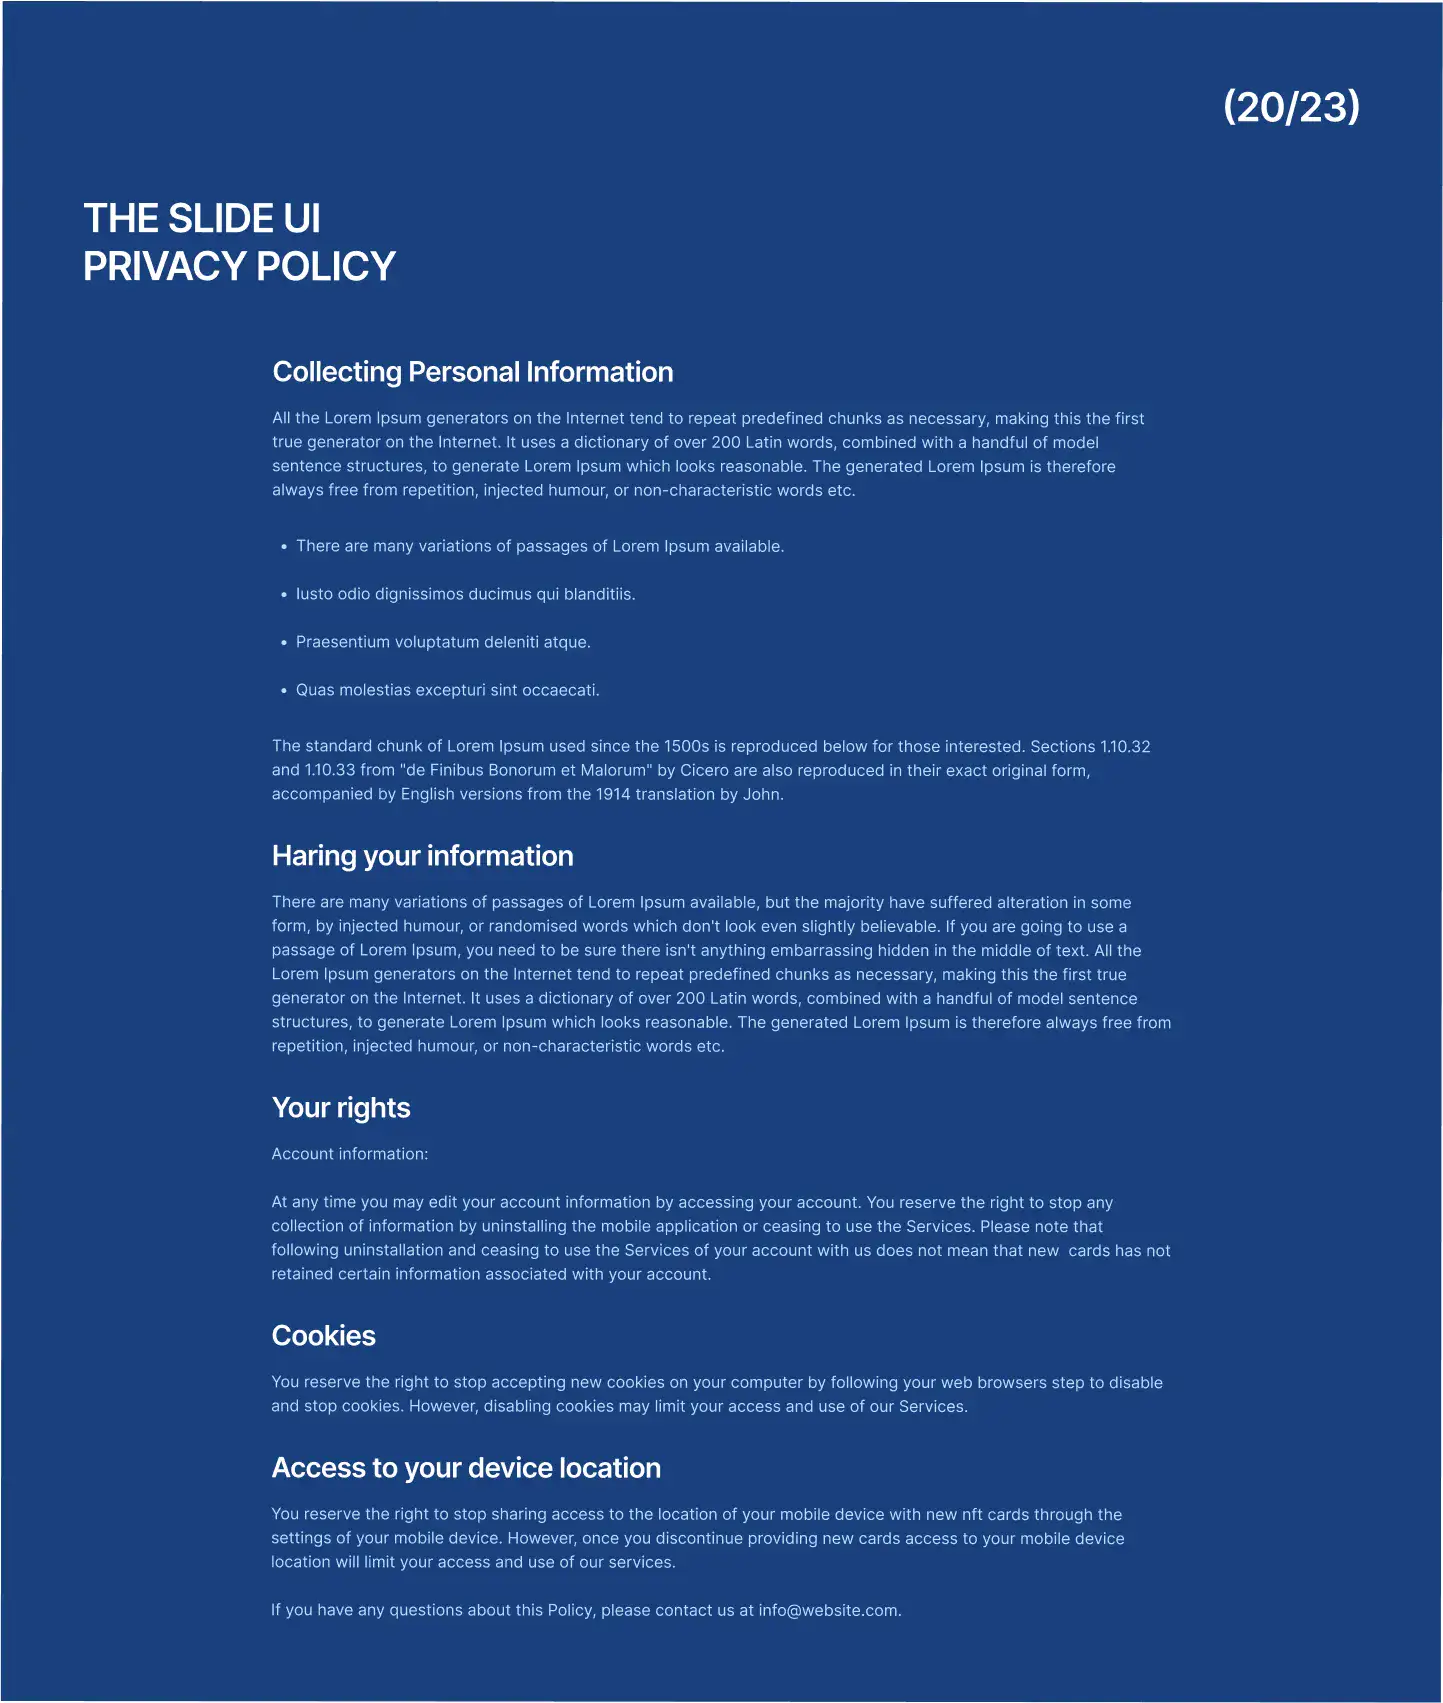 (20/23)
THE SLIDE UI
PRIVACY POLICY
Collecting Personal Information
All the Lorem Ipsum generators on the Internet tend to repeat predefined chunks as necessary, making this the first
true generator on the Internet. It uses a dictionary of over 200 Latin words, combined with a handful of model
sentence structures, to generate Lorem Ipsum which looks reasonable. The generated Lorem Ipsum is therefore
always free from repetition, injected humour, or non-characteristic words etc.
• There are many variations of passages of Lorem Ipsum available.
• Iusto odio dignissimos ducimus qui blanditiis.
• Praesentium voluptatum deleniti atque.
• Quas molestias excepturi sint occaecati.
The standard chunk of Lorem Ipsum used since the 1500s is reproduced below for those interested. Sections 1.10.32
and 1.10.33 from "de Finibus Bonorum et Malorum" by Cicero are also reproduced in their exact original form,
accompanied by English versions from the 1914 translation by John.
Haring your information
There are many variations of passages of Lorem Ipsum available, but the majority have suffered alteration in some
form, by injected humour, or randomised words which don't look even slightly believable. If you are going to use a
passage of Lorem Ipsum, you need to be sure there isn't anything embarrassing hidden in the middle of text. All the
Lorem Ipsum generators on the Internet tend to repeat predefined chunks as necessary, making this the first true
generator on the Internet. It uses a dictionary of over 200 Latin words, combined with a handful of model sentence
structures, to generate Lorem Ipsum which looks reasonable. The generated Lorem Ipsum is therefore always free from
repetition, injected humour, or non-characteristic words etc.
Your rights
Account information:
At any time you may edit your account information by accessing your account. You reserve the right to stop any
collection of information by uninstalling the mobile application or ceasing to use the Services. Please note that
following uninstallation and ceasing to use the Services of your account with us does not mean that new  cards has not
retained certain information associated with your account.
Cookies
You reserve the right to stop accepting new cookies on your computer by following your web browsers step to disable
and stop cookies. However, disabling cookies may limit your access and use of our Services.
Access to your device location
You reserve the right to stop sharing access to the location of your mobile device with new nft cards through the
settings of your mobile device. However, once you discontinue providing new cards access to your mobile device
location will limit your access and use of our services.
If you have any questions about this Policy, please contact us at info@website.com.